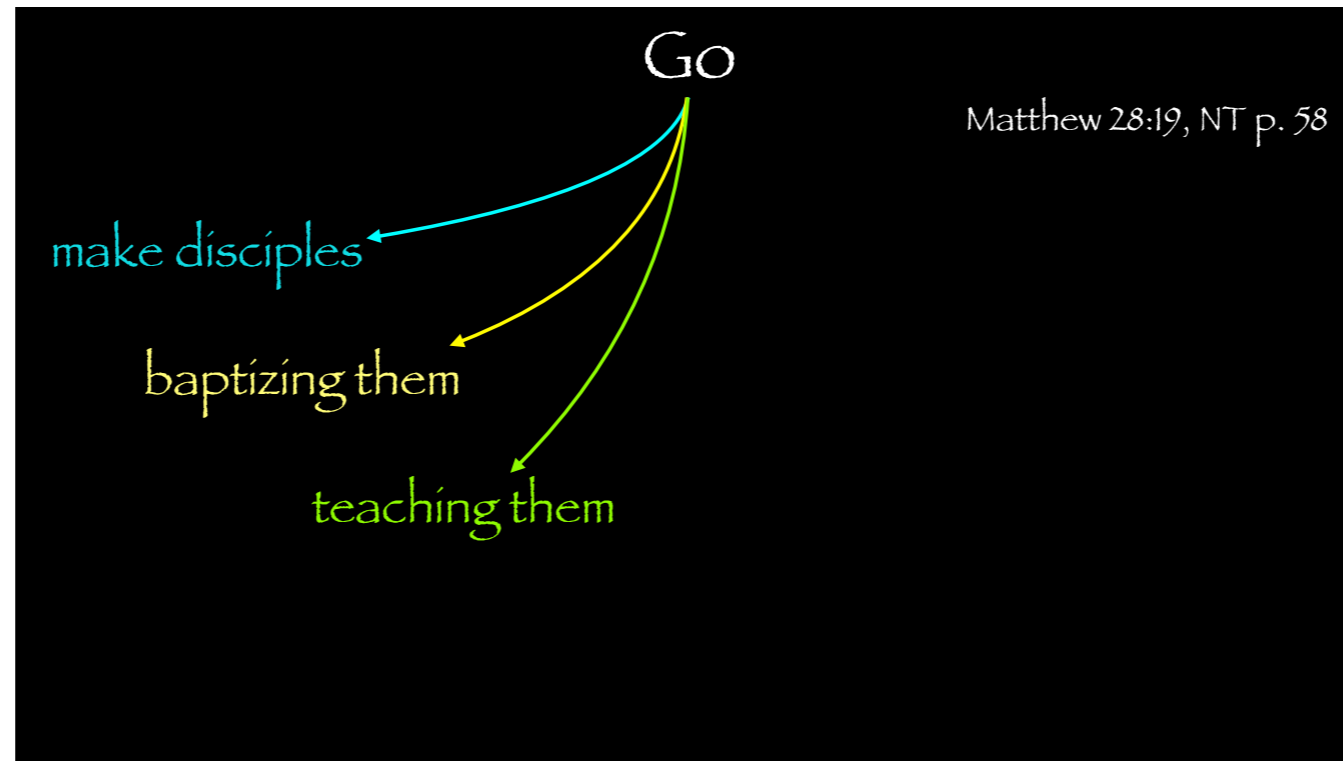 Go
Matthew 28:19, NT p. 58
make disciples
baptizing them
teaching them